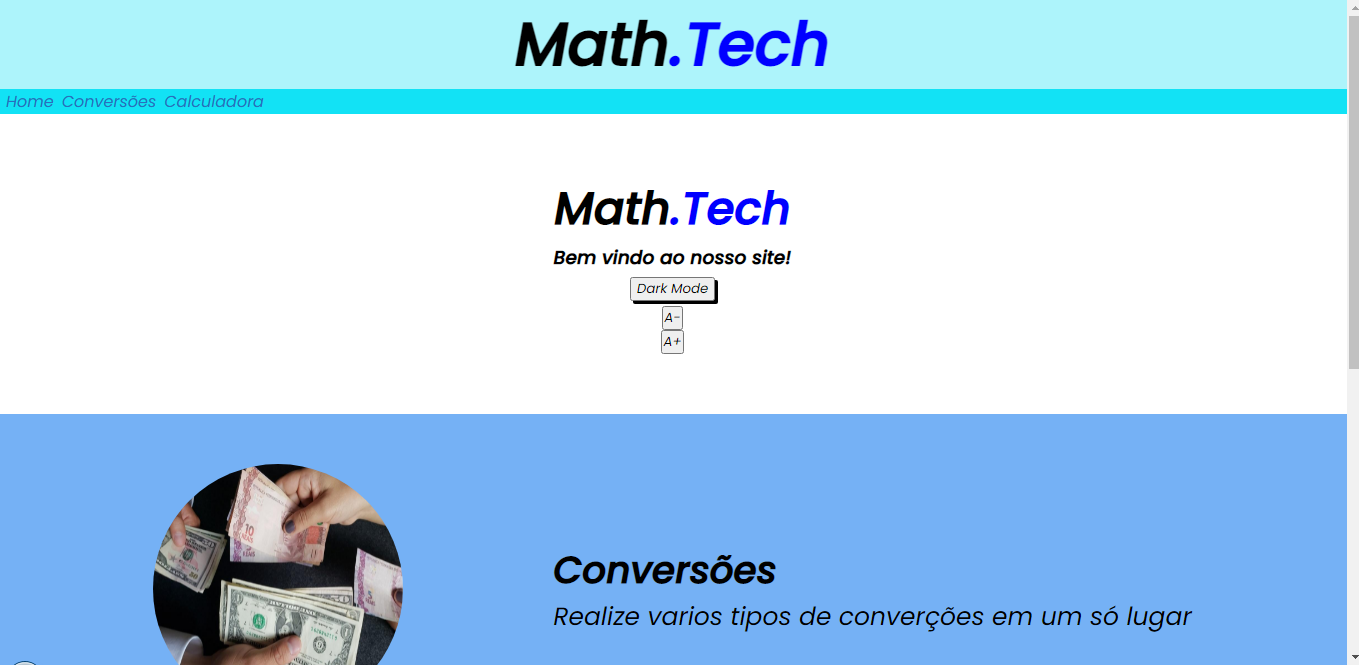 Math.Tech
Home Conversões Calculadora
Math.Tech
Bem vindo ao nosso site!
Dark Mode
A-
A+
Conversões
Realize varios tipos de converções em um só lugar